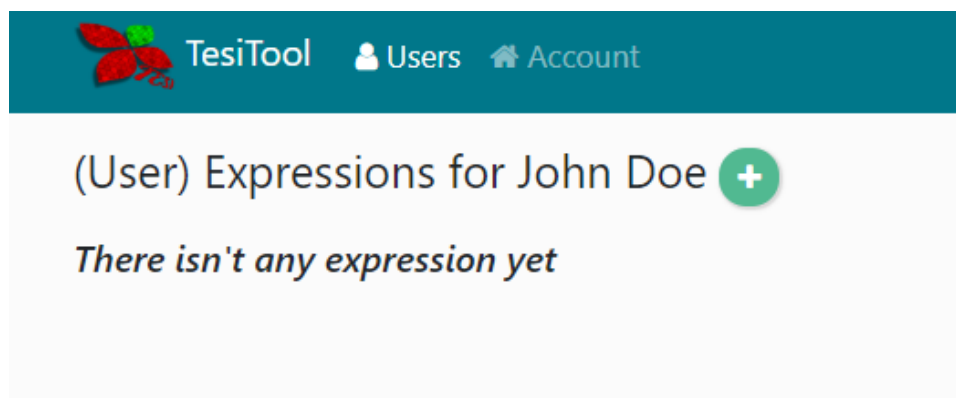 TesiTool Users Account
(User) Expressions for John Doe
There isn't any expression yet